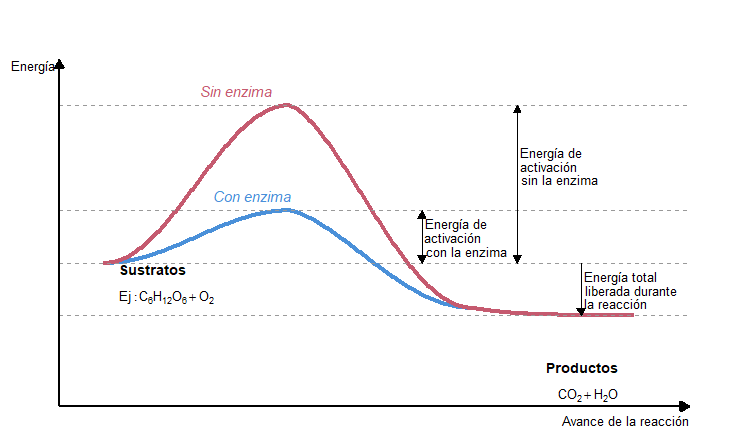 Energía
Sin enzima
Con enzima
Energía de
activación
sin la enzima
Energía de
activación
con la enzima
Sustratos
Ej : C₆H₁₂O₆ + O₂
Energía total
liberada durante
la reacción
Productos
CO₂ + H₂O
Avance de la reacción